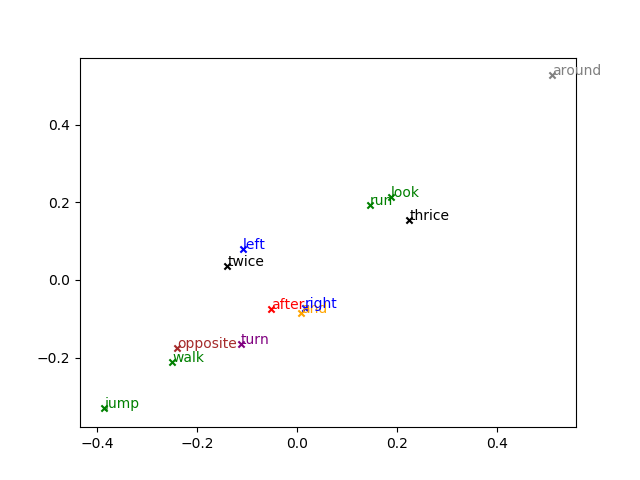 around
0.4
look
run
0.2
thrice
left
twice
0.0
after
right
and
opposite
turn
−0.2
walk
jump
−0.4
−0.2
0.0
0.2
0.4